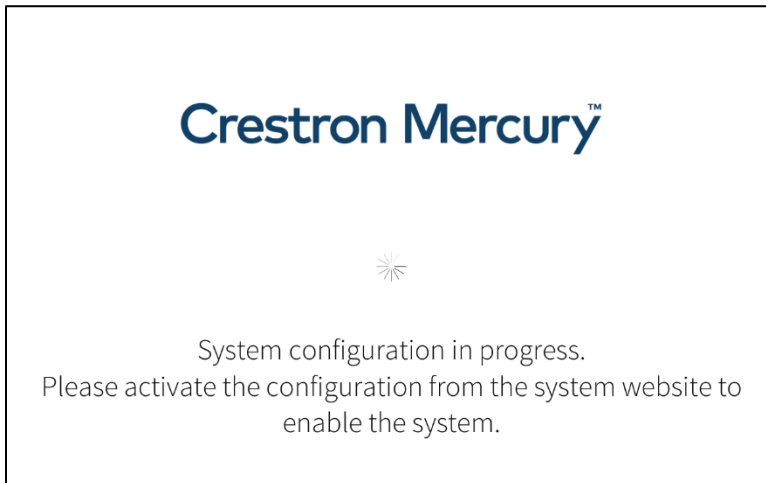 Crestron Mercury™
System configuration in progress.
Please activate the configuration from the system website to
enable the system.